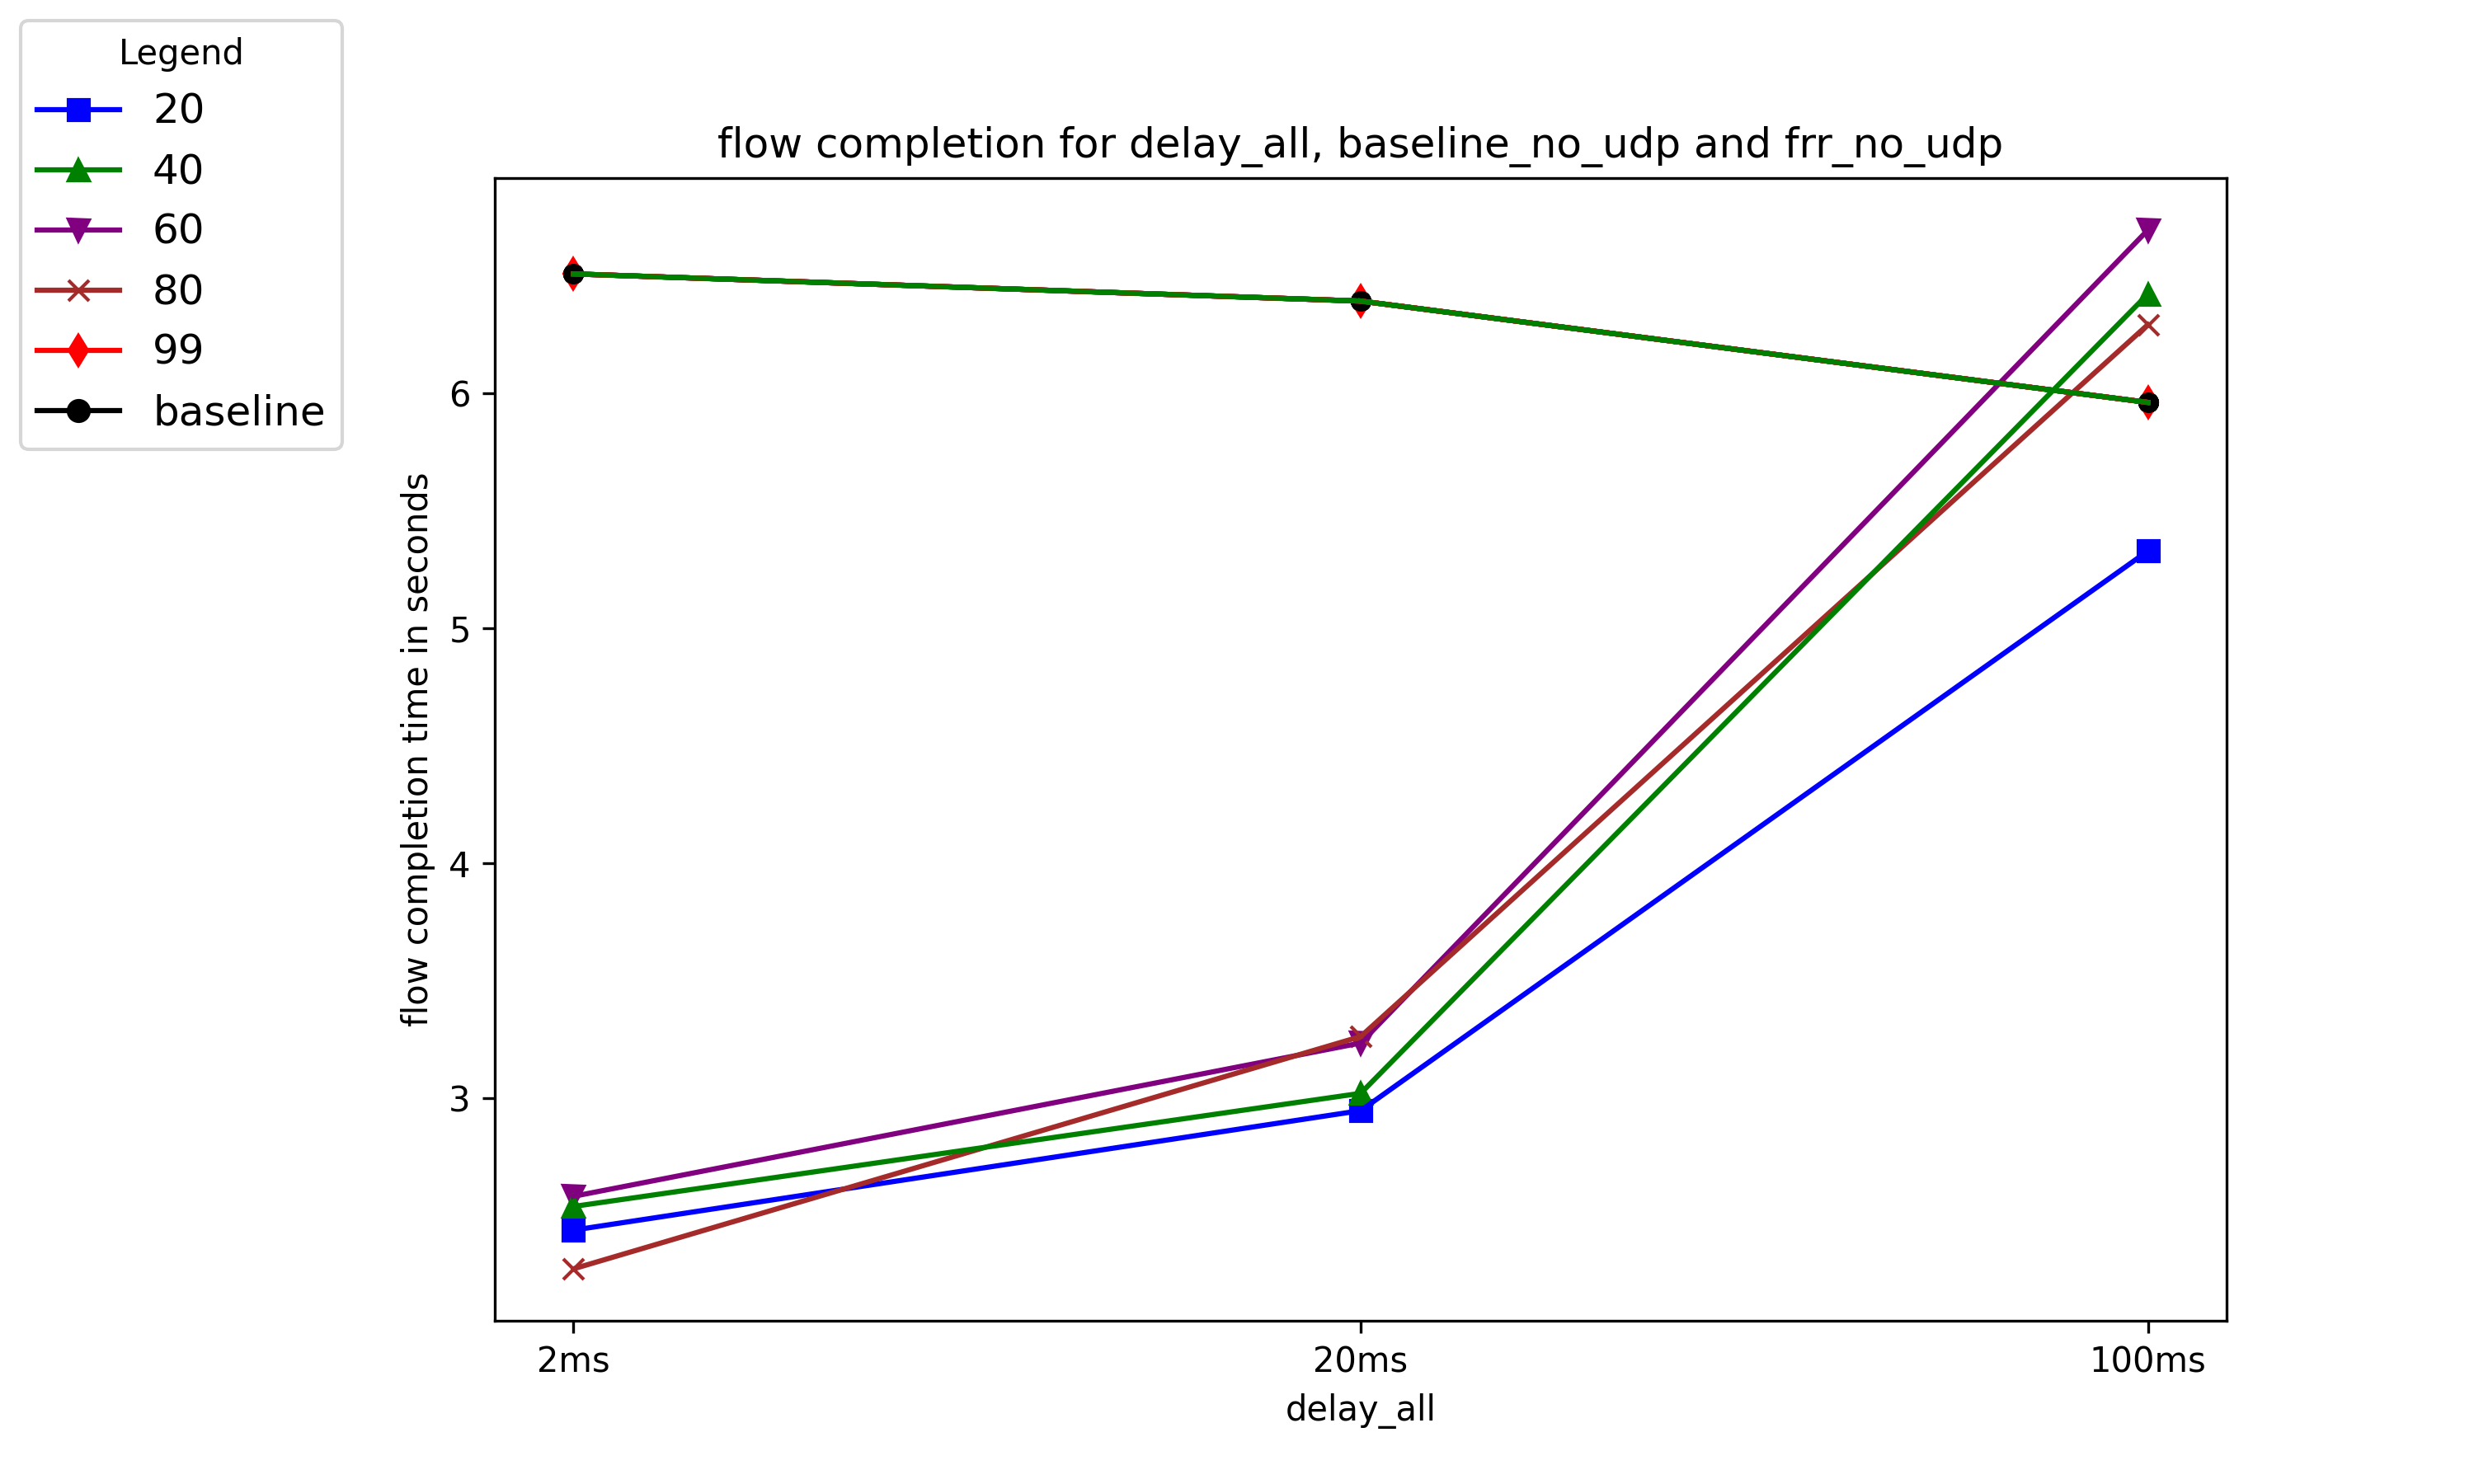 Legend
20
40
60
80
99
baseline
flow completion for delay_all, baseline_no_udp and frr_no_udp
flow completion time in seconds
6
5
4
3
2ms
20ms
100ms
delay_all